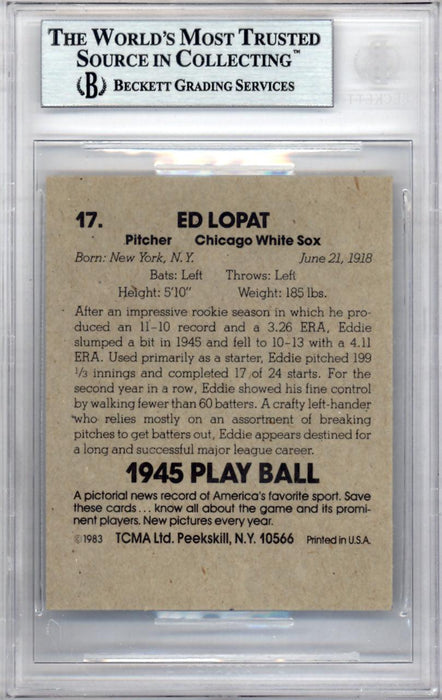 THE WORLD'S MOST TRUSTED
SOURCE IN COLLECTING™
B BECKETT GRADING SERVICES
17. ED LOPAT
Pitcher Chicago White Sox
Born: New York, N.Y. June 21, 1918
Bats: Left Throws: Left
Height: 5'10" Weight: 185 lbs.
After an impressive rookie season in which he pro-
duced an 11-10 record and a 3.26 ERA, Eddie
slumped a bit in 1945 and fell to 10-13 with a 4.11
ERA. Used primarily as a starter, Eddie pitched 199
1/3 innings and completed 17 of 24 starts. For the
second year in a row, Eddie showed his fine control
by walking fewer than 60 batters. A crafty left-hander
who relies mostly on an assortment of breaking
pitches to get batters out, Eddie appears destined for
a long and successful major league career.
1945 PLAY BALL
A pictorial news record of America's favorite sport. Save
these cards... know all about the game and its promi-
nent players. New pictures every year.
©1983 TCMA Ltd. Peekskill, N.Y. 10566 Printed in U.S.A.